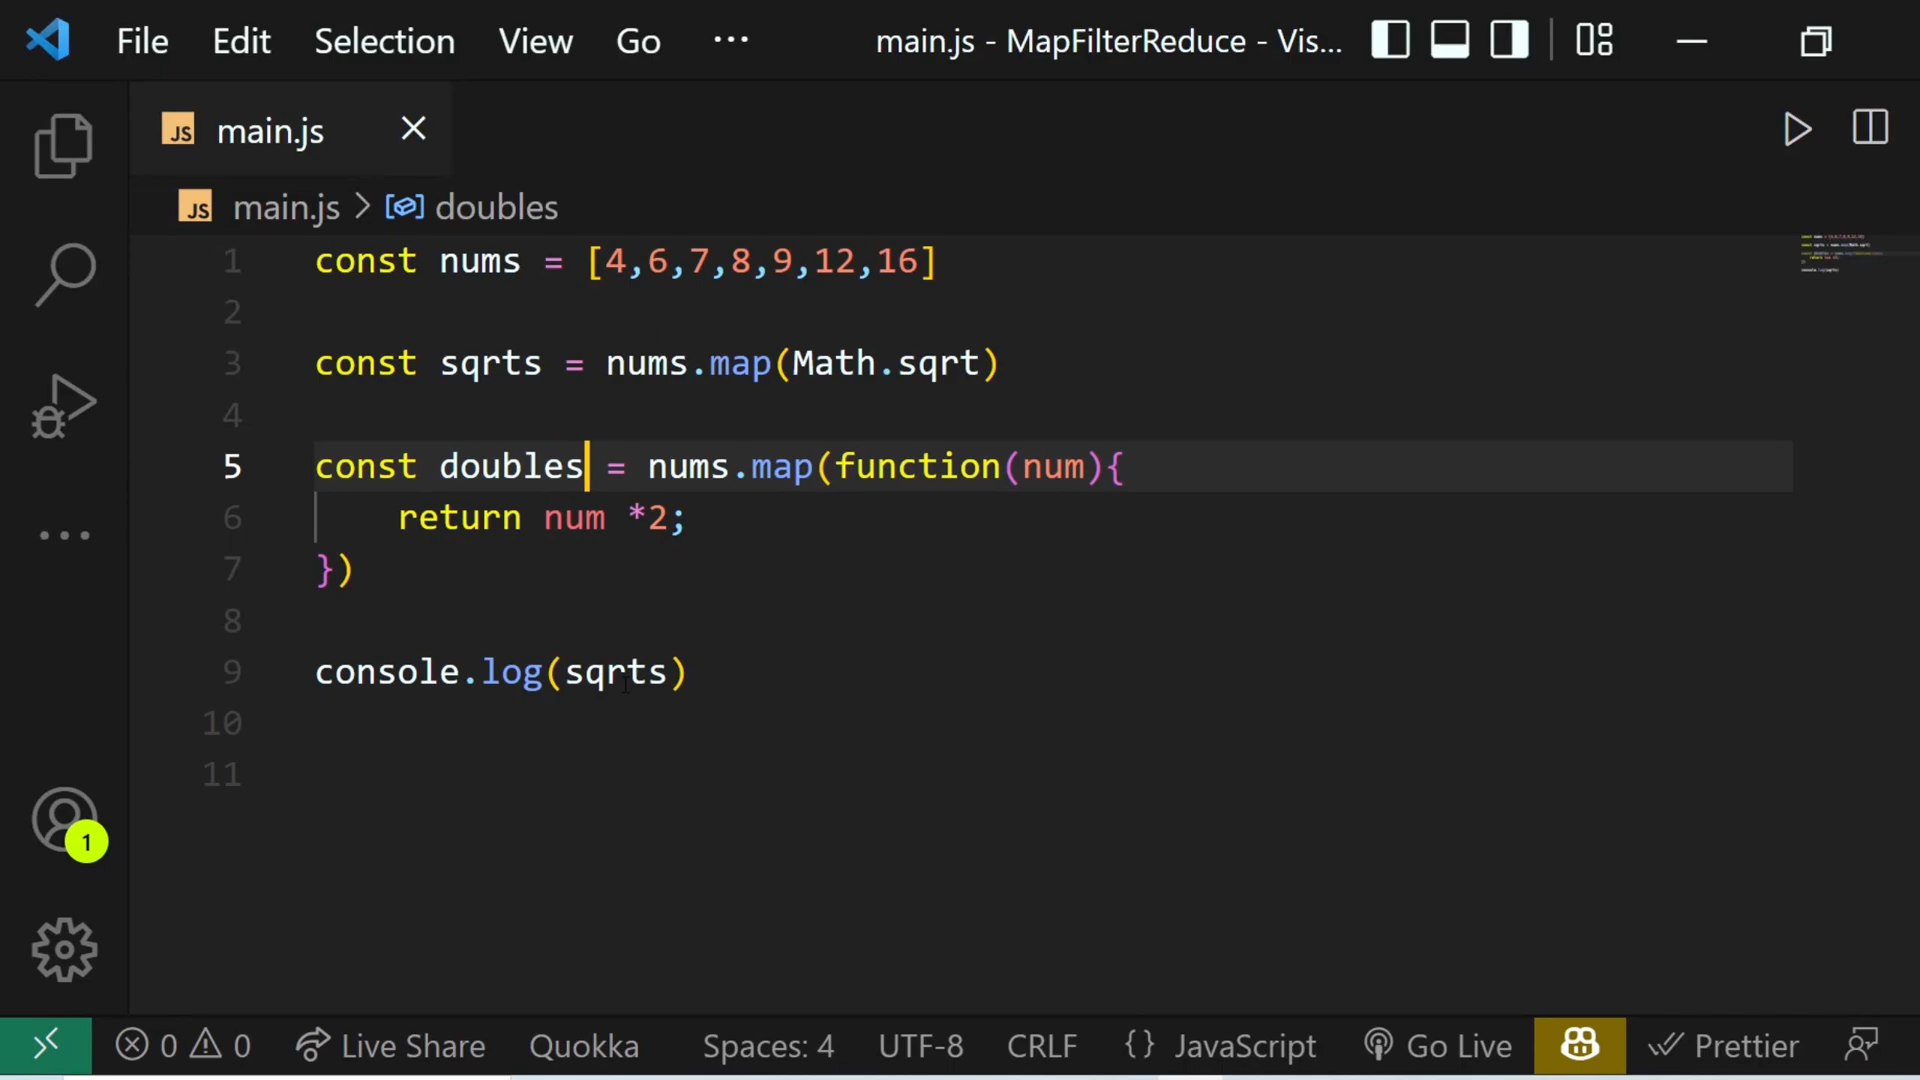 File Edit Selection View Go ··· main.js - MapFilterReduce - Vis...
JS main.js
JS main.js > doubles
1 const nums = [4,6,7,8,9,12,16]
2
3 const sqrts = nums.map(Math.sqrt)
4
5 const doubles = nums.map(function(num){
6 return num *2;
7 })
8
9 console.log(sqrts)
10
11
1
0 0 Live Share Quokka Spaces: 4 UTF-8 CRLF {} JavaScript Go Live Prettier